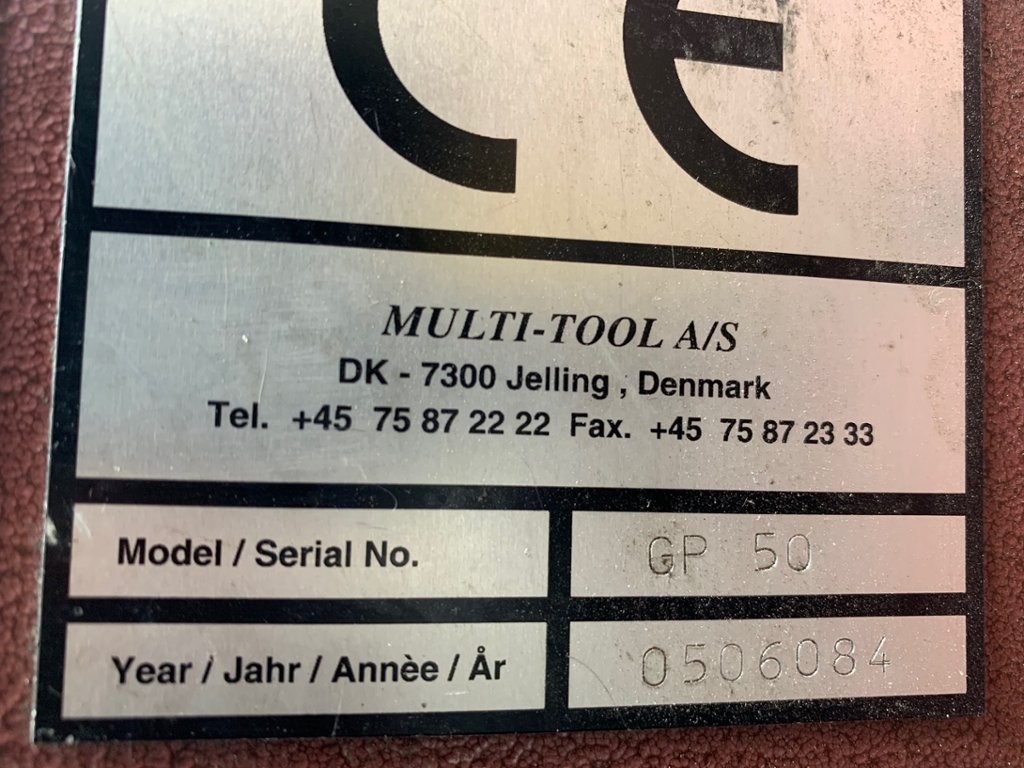 CE
MULTI-TOOL A/S
DK - 7300 Jelling , Denmark
Tel. +45 75 87 22 22 Fax. +45 75 87 23 33
Model / Serial No. GP 50
Year / Jahr / Annèe / År 0506084